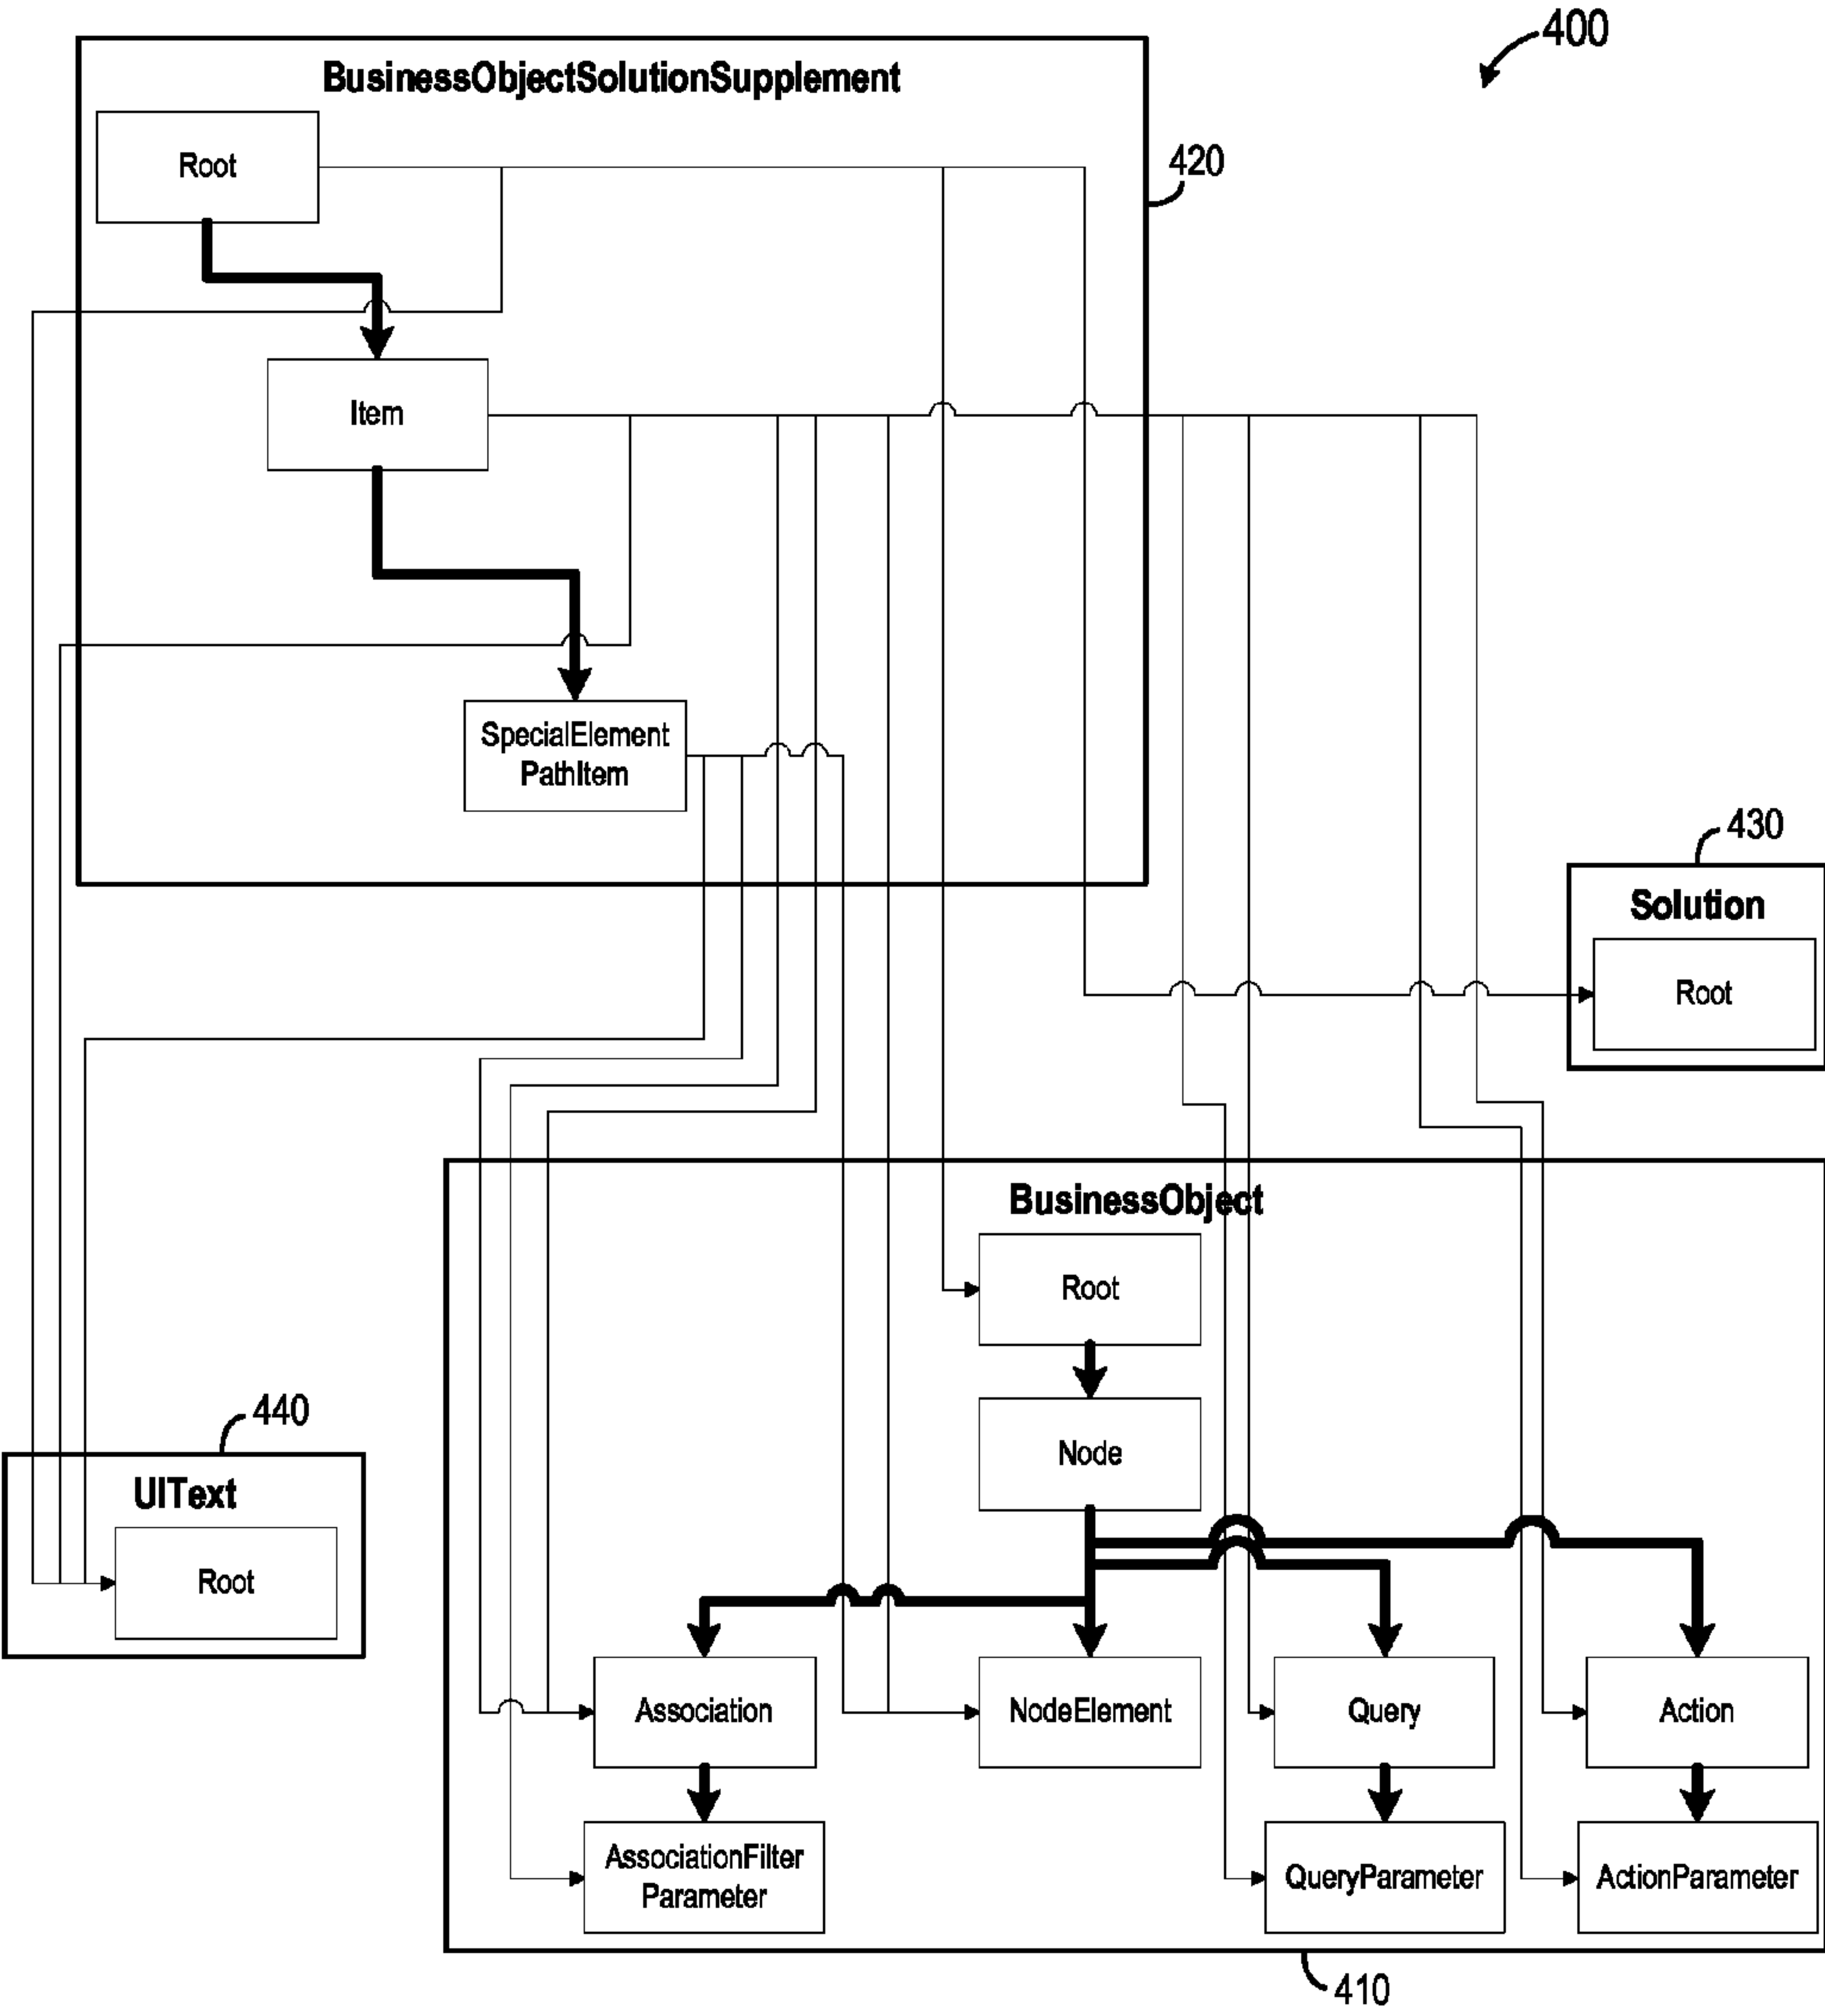 400
BusinessObjectSolutionSupplement
Root
420
Item
SpecialElement
PathItem
430
Solution
Root
BusinessObject
Root
440
Node
UIText
Root
Association
NodeElement
Query
Action
AssociationFilter
Parameter
QueryParameter
ActionParameter
410